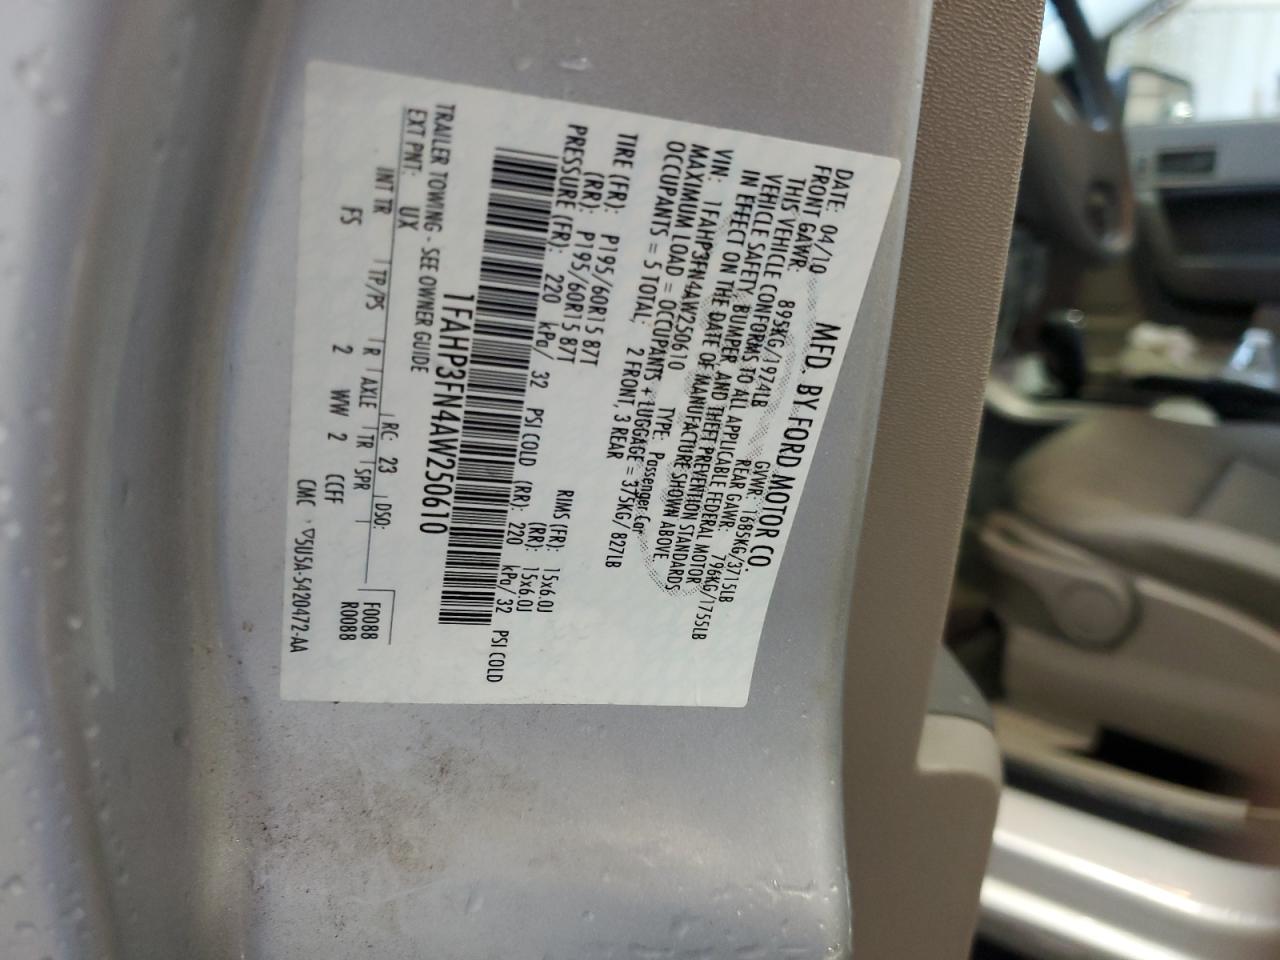 MFD. BY FORD MOTOR CO.
DATE: 04/10 GVWR: 1685KG/3715LB
FRONT GAWR: 895KG/1974LB REAR GAWR: 796KG/1755LB
THIS VEHICLE CONFORMS TO ALL APPLICABLE FEDERAL MOTOR
VEHICLE SAFETY, BUMPER, AND THEFT PREVENTION STANDARDS
IN EFFECT ON THE DATE OF MANUFACTURE SHOWN ABOVE.
VIN: 1FAHP3FN4AW250610 TYPE: Passenger Car
MAXIMUM LOAD = OCCUPANTS + LUGGAGE = 375KG/827LB
OCCUPANTS = 5 TOTAL: 2 FRONT, 3 REAR
TIRE (FR): P195/60R15 87T RIMS (FR): 15x6.0J
(RR): P195/60R15 87T (RR): 15x6.0J
PRESSURE (FR): 220 kPa/ 32 PSI COLD (RR): 220 kPa/ 32 PSI COLD
1FAHP3FN4AW250610
TRAILER TOWING - SEE OWNER GUIDE
EXT PNT: UX RC: 23 DSO: F0088
INT TR TP/PS R AXLE TR SPR R0088
FS 2 WW 2 CCFF
CMC 5USA-5420472-AA